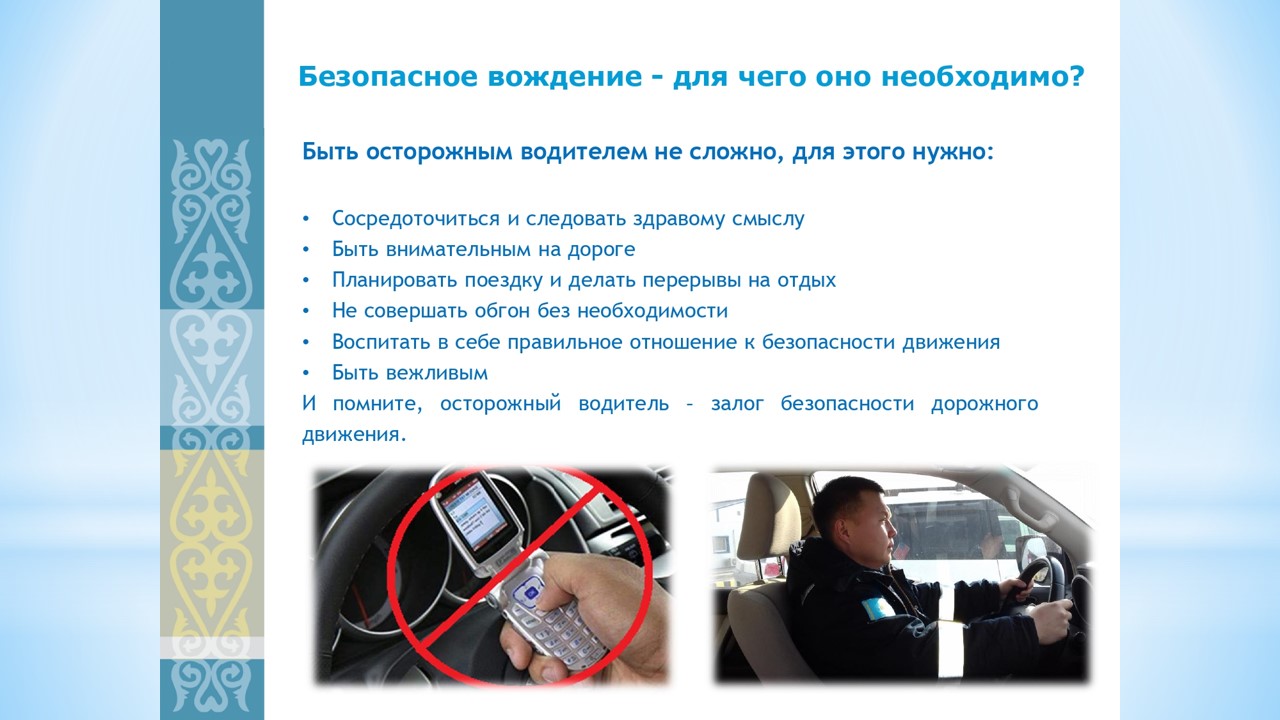 Безопасное вождение - для чего оно необходимо?
Быть осторожным водителем не сложно, для этого нужно:
• Сосредоточиться и следовать здравому смыслу
• Быть внимательным на дороге
• Планировать поездку и делать перерывы на отдых
• Не совершать обгон без необходимости
• Воспитать в себе правильное отношение к безопасности движения
• Быть вежливым
И помните, осторожный водитель – залог безопасности дорожного
движения.